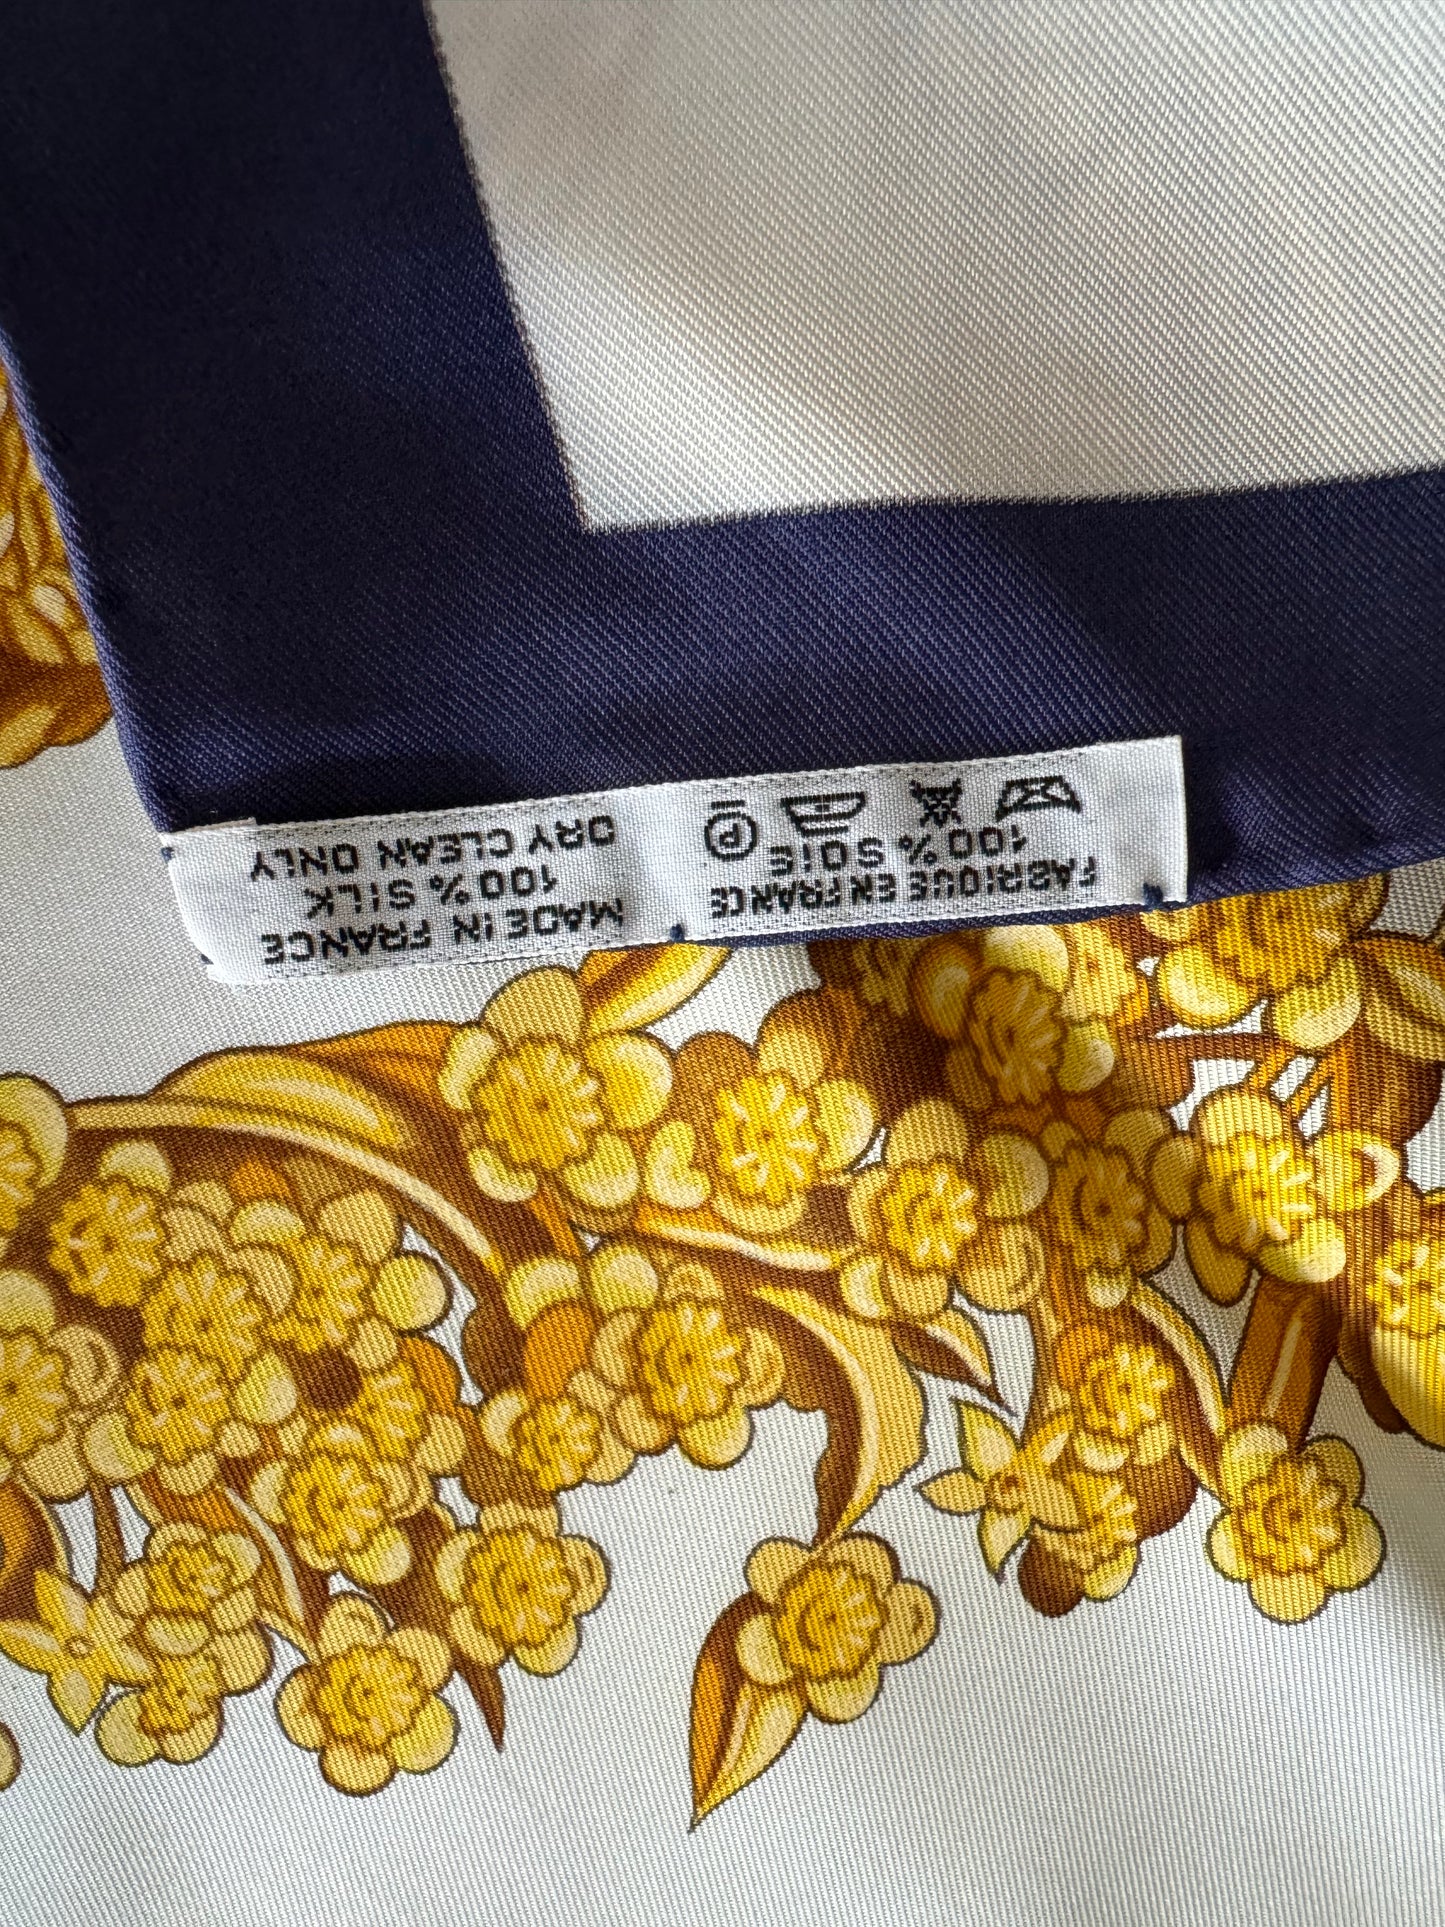 FABRIQUE EN FRANCE
100% SOIE
P
MADE IN FRANCE
100% SILK
DRY CLEAN ONLY